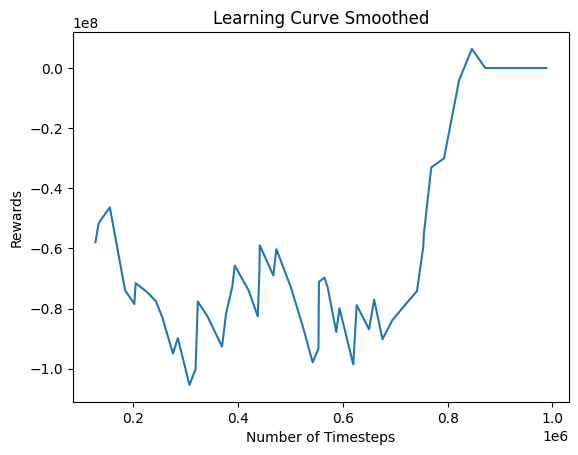 Learning Curve Smoothed
1e8
0.0
−0.2
−0.4
−0.6
−0.8
−1.0
Rewards
0.2 0.4 0.6 0.8 1.0
1e6
Number of Timesteps